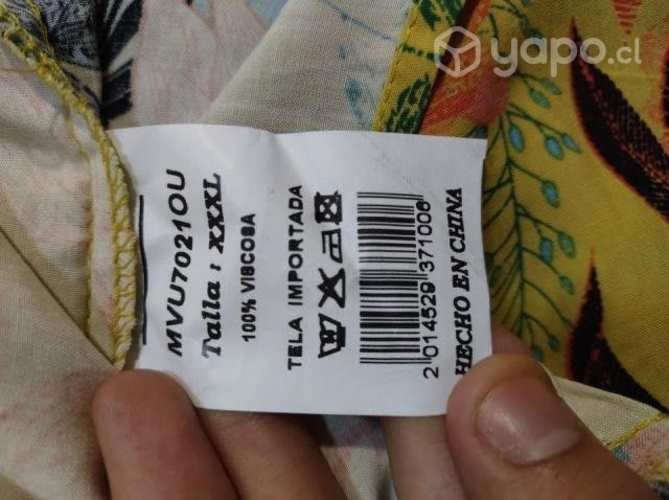 yapo.cl
MVU70210U
Talla : XXXL
100% VISCOSA
TELA IMPORTADA
2 014529 371006
HECHO EN CHINA